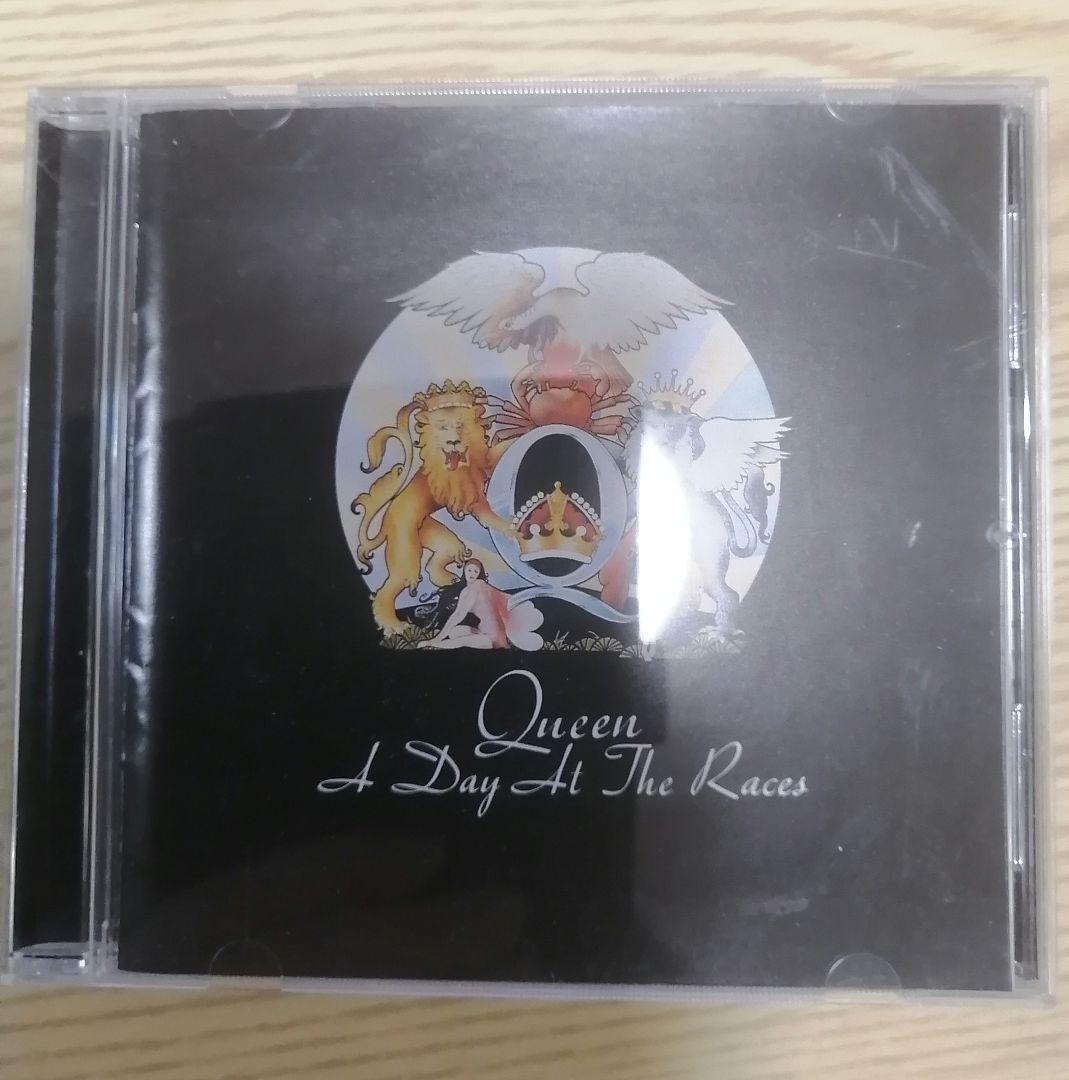 Queen
A Day At The Races